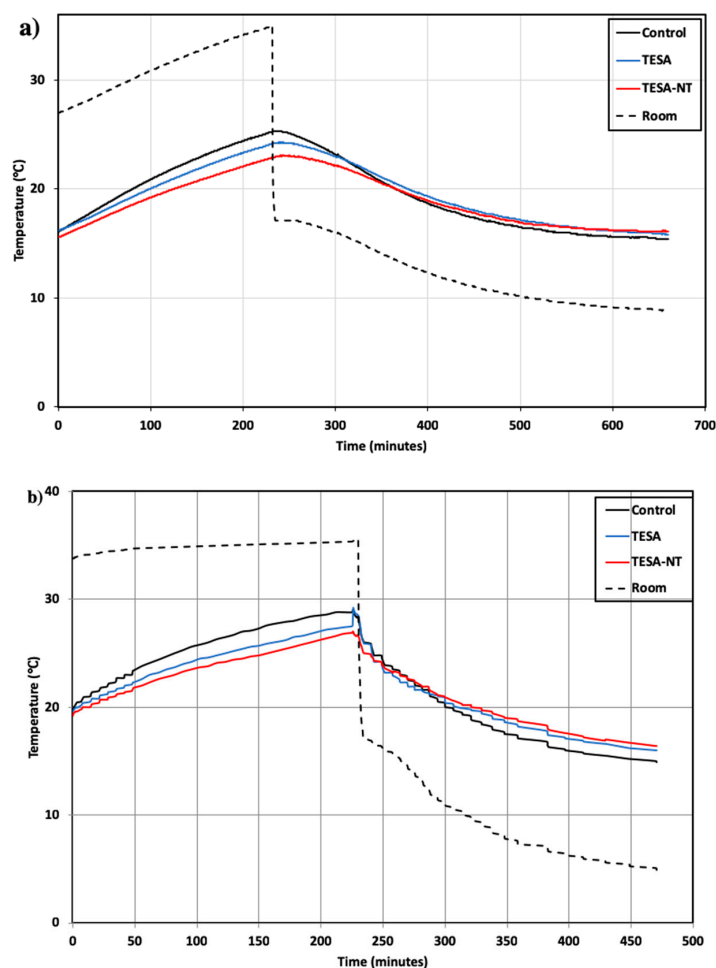 a)
Control
TESA
TESA-NT
Room
Temperature (°C)
30
20
10
0
0 100 200 300 400 500 600 700
Time (minutes)
b)
Control
TESA
TESA-NT
Room
Temperature (°C)
40
30
20
10
0
0 50 100 150 200 250 300 350 400 450 500
Time (minutes)